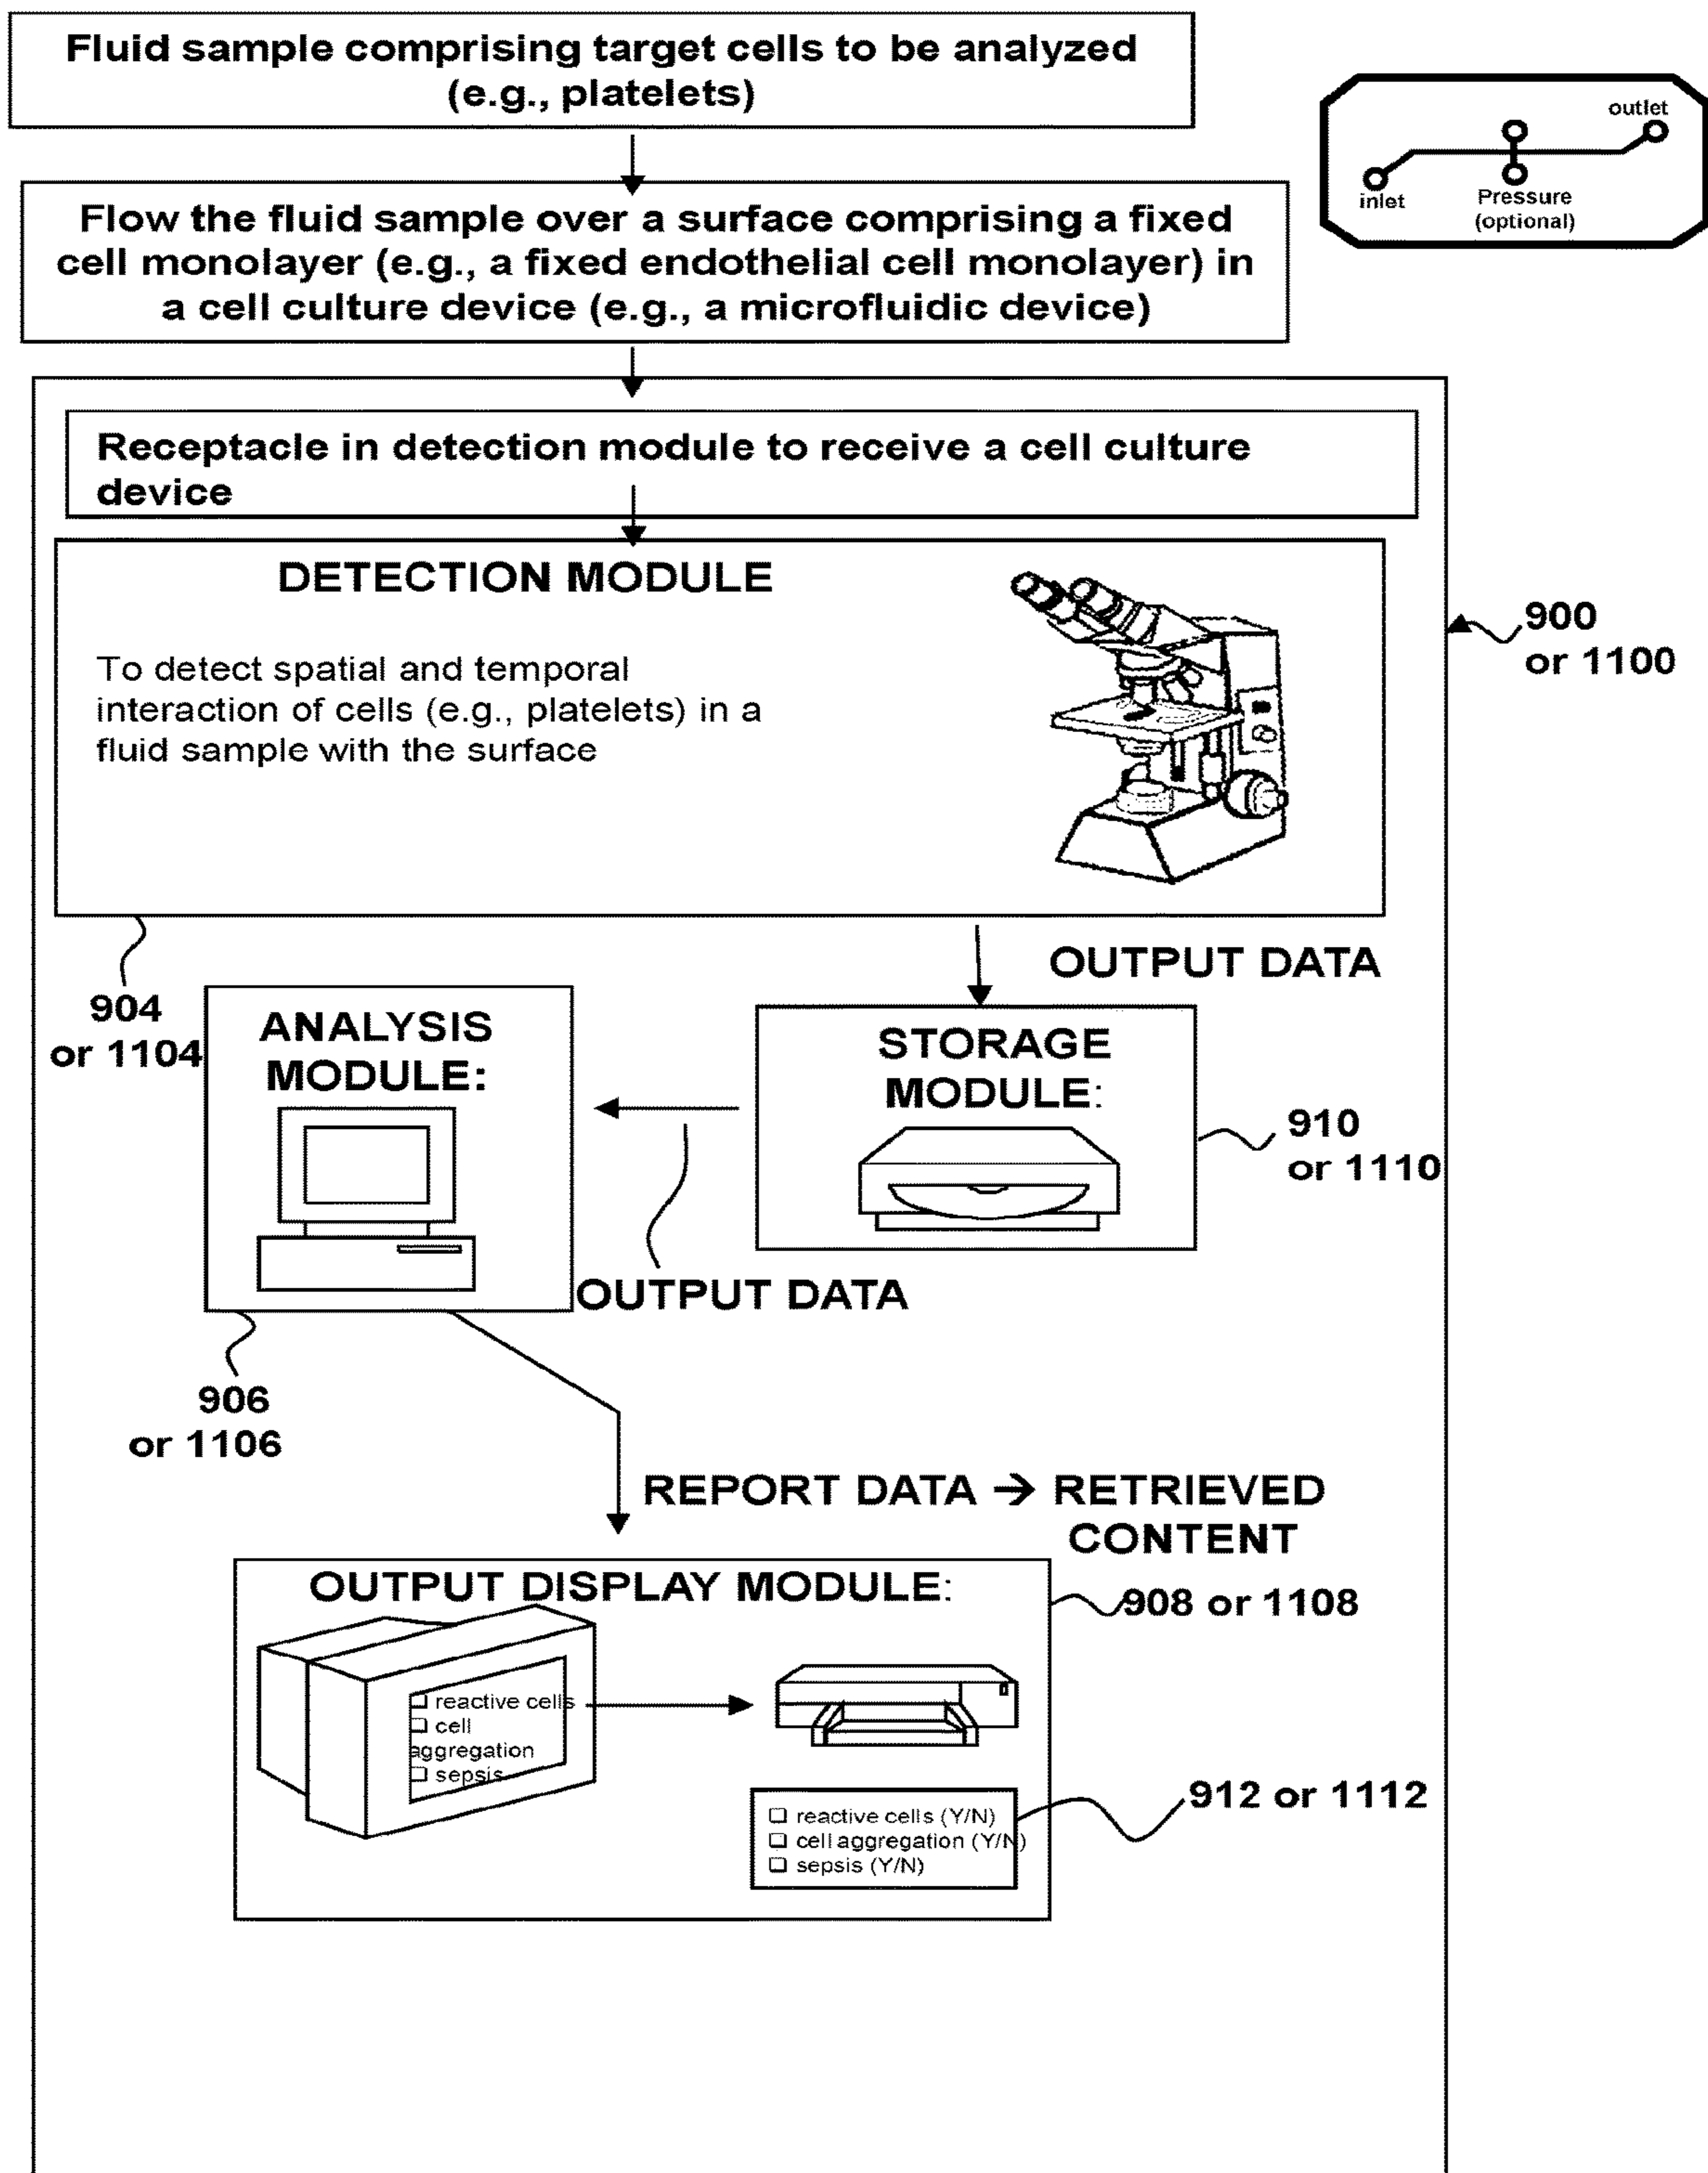 Fluid sample comprising target cells to be analyzed
(e.g., platelets)
outlet
inlet
Pressure
(optional)
Flow the fluid sample over a surface comprising a fixed
cell monolayer (e.g., a fixed endothelial cell monolayer) in
a cell culture device (e.g., a microfluidic device)
Receptacle in detection module to receive a cell culture
device
DETECTION MODULE
To detect spatial and temporal
interaction of cells (e.g., platelets) in a
fluid sample with the surface
900
or 1100
OUTPUT DATA
904
or 1104
ANALYSIS
MODULE:
STORAGE
MODULE:
910
or 1110
OUTPUT DATA
906
or 1106
REPORT DATA → RETRIEVED
CONTENT
OUTPUT DISPLAY MODULE:
908 or 1108
❑ reactive cells
❑ cell
aggregation
❑ sepsis
912 or 1112
❑ reactive cells (Y/N)
❑ cell aggregation (Y/N)
❑ sepsis (Y/N)